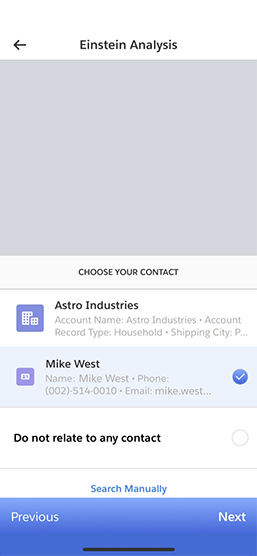 Einstein Analysis
CHOOSE YOUR CONTACT
Astro Industries
Account Name: Astro Industries • Account
Record Type: Household • Shipping City: P...
Mike West
Name: Mike West • Phone:
(002)-514-0010 • Email: mike.west...
Do not relate to any contact
Search Manually
Previous
Next